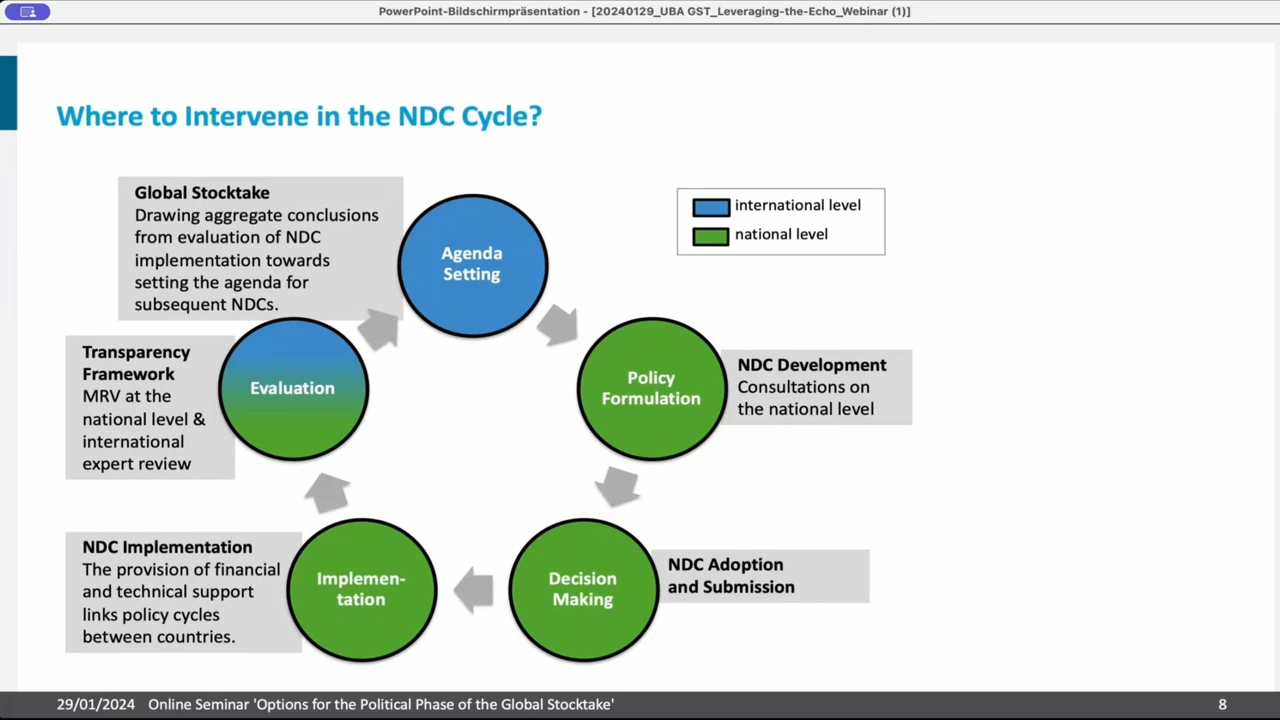 PowerPoint-Bildschirmpräsentation - [20240129_UBA GST_Leveraging-the-Echo_Webinar (1)]
Where to Intervene in the NDC Cycle?
Global Stocktake
Drawing aggregate conclusions
from evaluation of NDC
implementation towards
setting the agenda for
subsequent NDCs.
Agenda
Setting
international level
national level
Transparency
Framework
MRV at the
national level &
international
expert review
Evaluation
Policy
Formulation
NDC Development
Consultations on
the national level
NDC Implementation
The provision of financial
and technical support
links policy cycles
between countries.
Implemen-
tation
Decision
Making
NDC Adoption
and Submission
29/01/2024 Online Seminar 'Options for the Political Phase of the Global Stocktake' 8